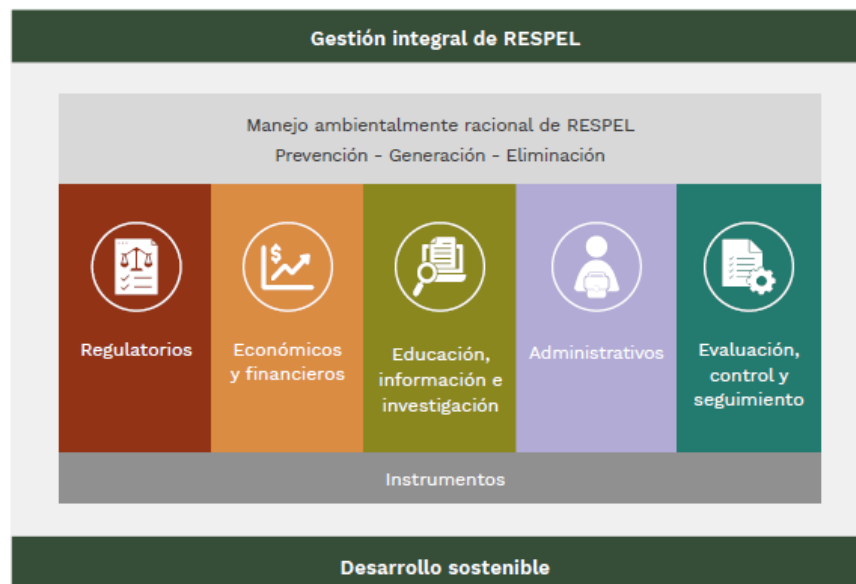 Gestión integral de RESPEL
Manejo ambientalmente racional de RESPEL
Prevención - Generación - Eliminación
Regulatorios
Económicos
y financieros
Educación,
información e
investigación
Administrativos
Evaluación,
control y
seguimiento
Instrumentos
Desarrollo sostenible